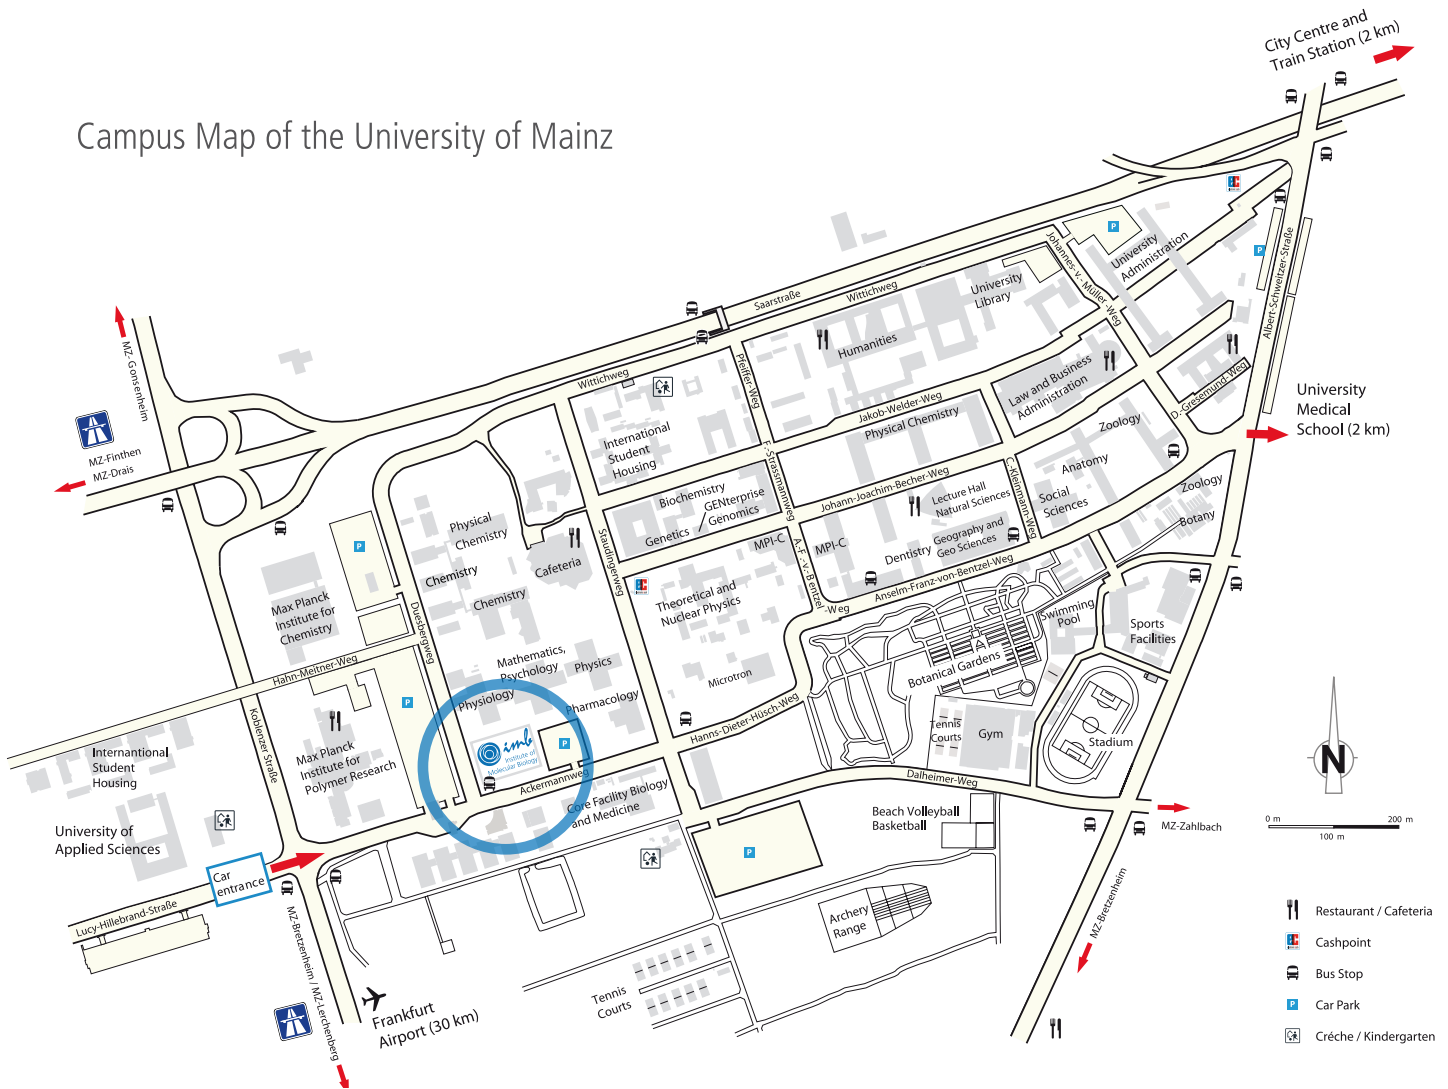 Campus Map of the University of Mainz
City Centre and
Train Station (2 km)
Saarstraße
Wittichweg
Wittichweg
Johannes-v.-Müller-Weg
University
Administration
University
Library
Humanities
Albert-Schweitzer-Straße
MZ- Gonsenheim
MZ-Finthen
MZ-Drais
Pfeiffer-Weg
Law and Business
Administration
D.-Gresemund-Weg
University
Medical
School (2 km)
International
Student
Housing
Jakob-Welder-Weg
Physical Chemistry
Zoology
F.-Strassmannweg
Anatomy
Zoology
Botany
Biochemistry
GENterprise
Genomics
Genetics
Johann-Joachim-Becher-Weg
Lecture Hall
Natural Sciences
C.-Kleinmann-Weg
Social
Sciences
Physical
Chemistry
Chemistry
Cafeteria
Chemistry
Staudingerweg
MPI-C
MPI-C
Dentistry
Geography and
Geo Sciences
A.-F.-v.-Bentzel
-Weg
Anselm-Franz-von-Bentzel-Weg
Max Planck
Institute for
Chemistry
Duesbergweg
Theoretical and
Nuclear Physics
Swimming
Pool
Sports
Facilities
Hahn-Meitner-Weg
Mathematics,
Psychology
Physics
Physiology
Pharmacology
Microtron
Botanical Gardens
Koblenzer Straße
Hanns-Dieter-Hüsch-Weg
Tennis
Courts
Gym
Stadium
N
Internantional
Student
Housing
Max Planck
Institute for
Polymer Research
imb
Institute of
Molecular Biology
Ackermannweg
Core Facility Biology
and Medicine
Dalheimer-Weg
Beach Volleyball
Basketball
MZ-Zahlbach
0 m
200 m
100 m
University of
Applied Sciences
Car
entrance
Lucy-Hillebrand-Straße
MZ-Bretzenheim / MZ-Lerchenberg
MZ-Bretzenheim
Archery
Range
Tennis
Courts
Frankfurt
Airport (30 km)
Restaurant / Cafeteria
Cashpoint
Bus Stop
P
Car Park
Créche / Kindergarten
P
P
P
P
P
P